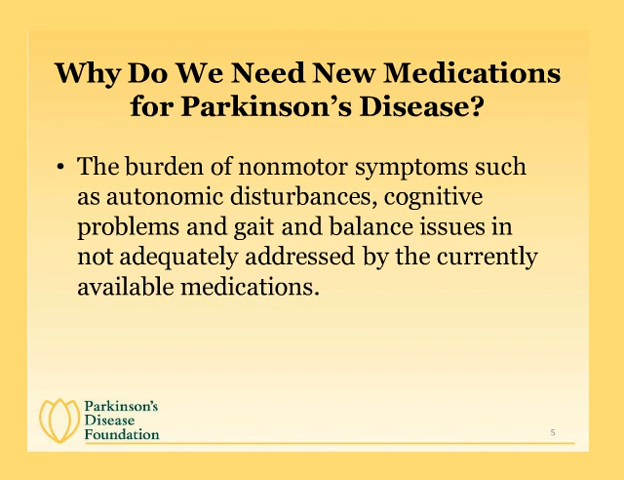 Why Do We Need New Medications
for Parkinson’s Disease?
• The burden of nonmotor symptoms such
as autonomic disturbances, cognitive
problems and gait and balance issues in
not adequately addressed by the currently
available medications.
Parkinson’s
Disease
Foundation
5